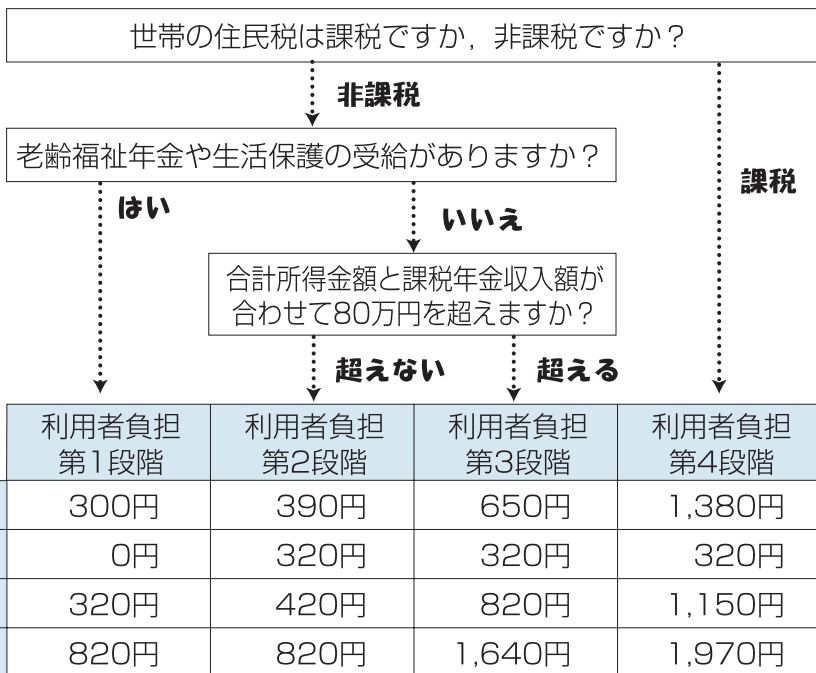 世帯の住民税は課税ですか，非課税ですか？
非課税
課税
老齢福祉年金や生活保護の受給がありますか？
はい
いいえ
合計所得金額と課税年金収入額が
合わせて80万円を超えますか？
超えない
超える
利用者負担
第1段階
利用者負担
第2段階
利用者負担
第3段階
利用者負担
第4段階
300円 390円 650円 1,380円
0円 320円 320円 320円
320円 420円 820円 1,150円
820円 820円 1,640円 1,970円